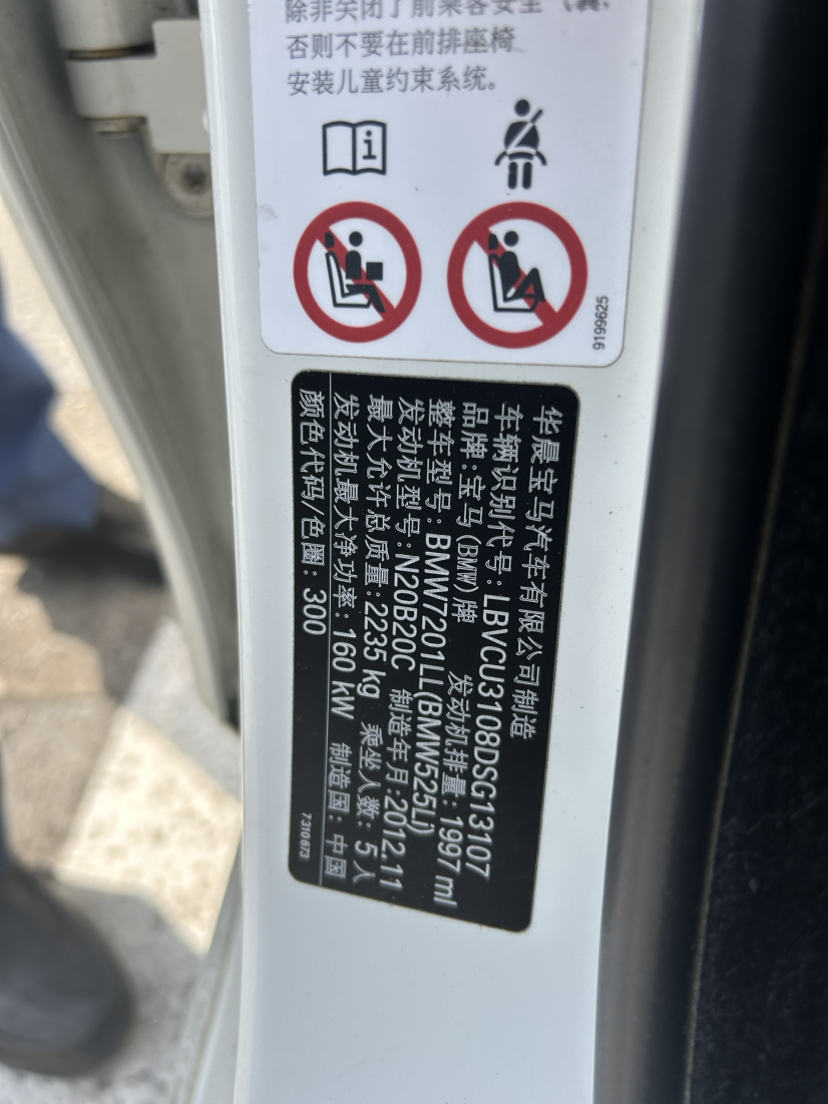 除非关闭了前乘客安全气囊，
否则不要在前排座椅
安装儿童约束系统。
9199625
华晨宝马汽车有限公司制造
车辆识别代号：LBVCU3108DSG13107
品牌：宝马(BMW)牌 发动机排量：1997 ml
整车型号：BMW7201LL(BMW525Li)
发动机型号：N20B20C 制造年月：2012.11
最大允许总质量：2235 kg 乘坐人数：5 人
发动机最大净功率：160 kW 制造国：中国
颜色代码/色圈：300
7310673